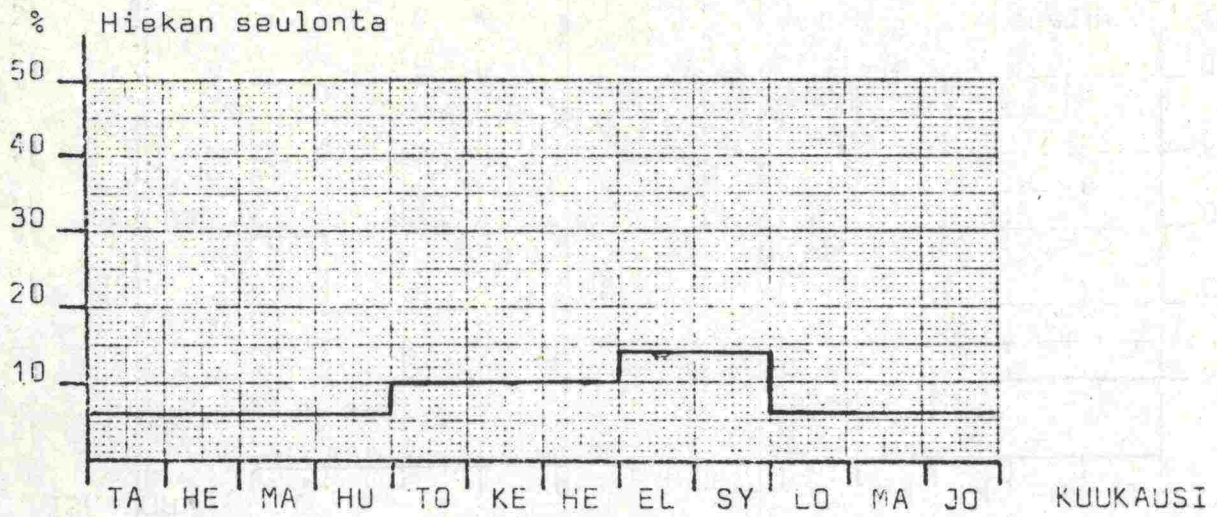 % Hiekan seulonta
50
40
30
20
10
TA HE MA HU TO KE HE EL SY LO MA JO KUUKAUSI